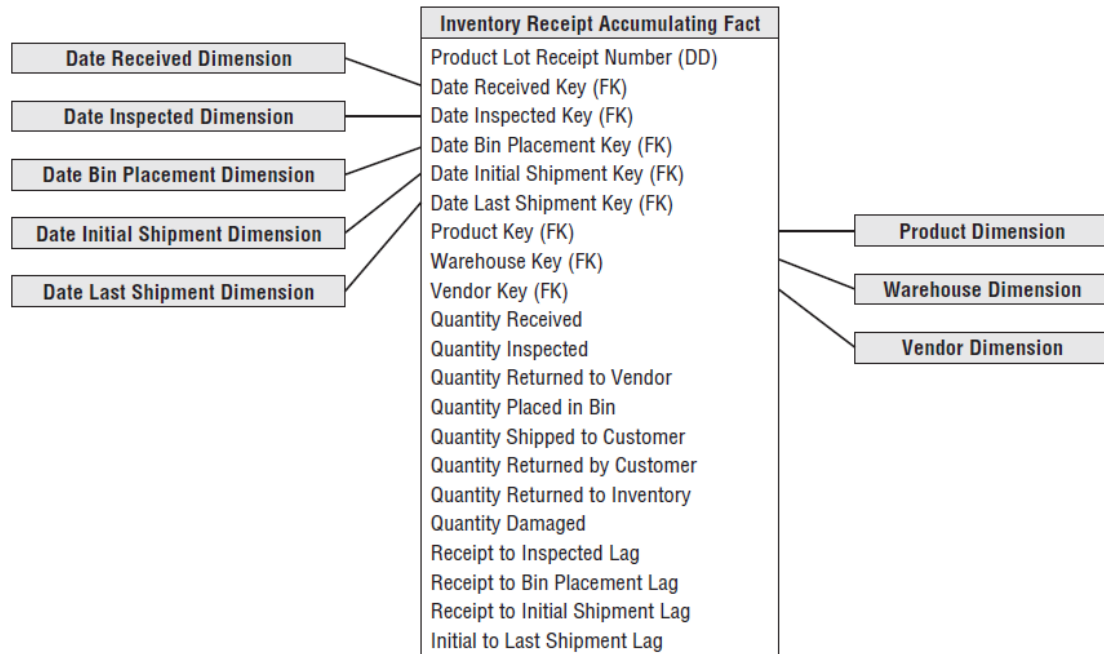 Date Received Dimension
Date Inspected Dimension
Date Bin Placement Dimension
Date Initial Shipment Dimension
Date Last Shipment Dimension
Inventory Receipt Accumulating Fact
Product Lot Receipt Number (DD)
Date Received Key (FK)
Date Inspected Key (FK)
Date Bin Placement Key (FK)
Date Initial Shipment Key (FK)
Date Last Shipment Key (FK)
Product Key (FK)
Warehouse Key (FK)
Vendor Key (FK)
Quantity Received
Quantity Inspected
Quantity Returned to Vendor
Quantity Placed in Bin
Quantity Shipped to Customer
Quantity Returned by Customer
Quantity Returned to Inventory
Quantity Damaged
Receipt to Inspected Lag
Receipt to Bin Placement Lag
Receipt to Initial Shipment Lag
Initial to Last Shipment Lag
Product Dimension
Warehouse Dimension
Vendor Dimension